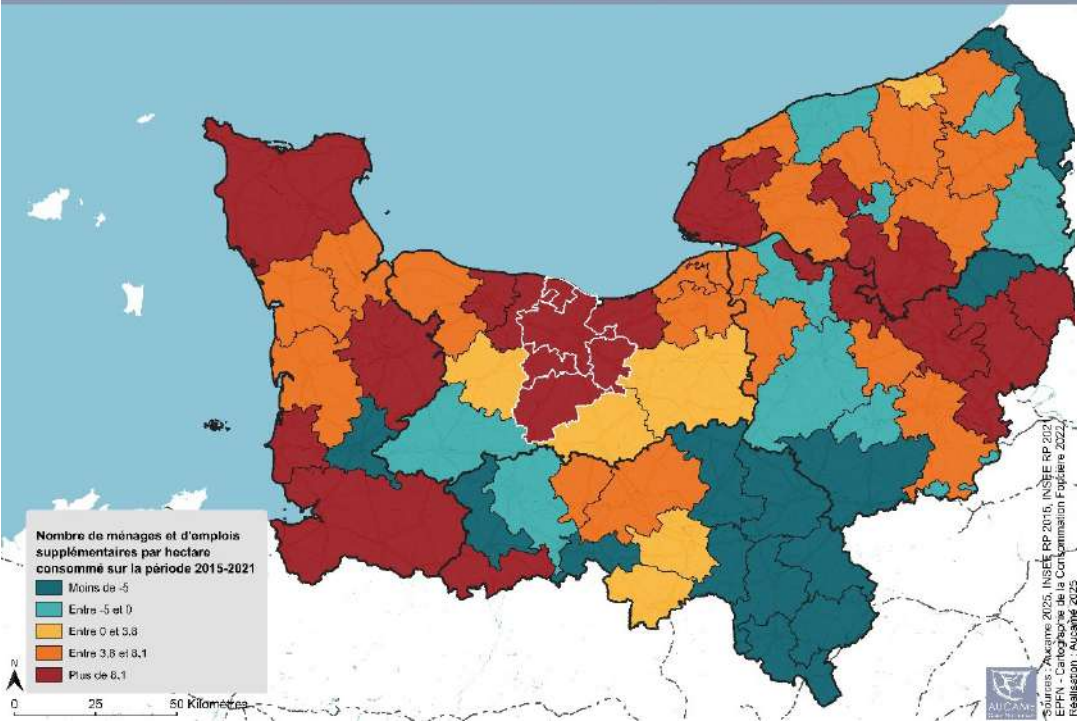 Nombre de ménages et d'emplois
supplémentaires par hectare
consommé sur la période 2015-2021
Moins de -5
Entre -5 et 0
Entre 0 et 3.8
Entre 3.8 et 8.1
Plus de 8.1
N
0 25 50 Kilomètres
Sources : Aucame 2025, INSEE RP 2015, INSEE RP 2021
EPFN - Cartographie de la Consommation Foncière 2022
Réalisation : Aucamé 2025
AUCAME